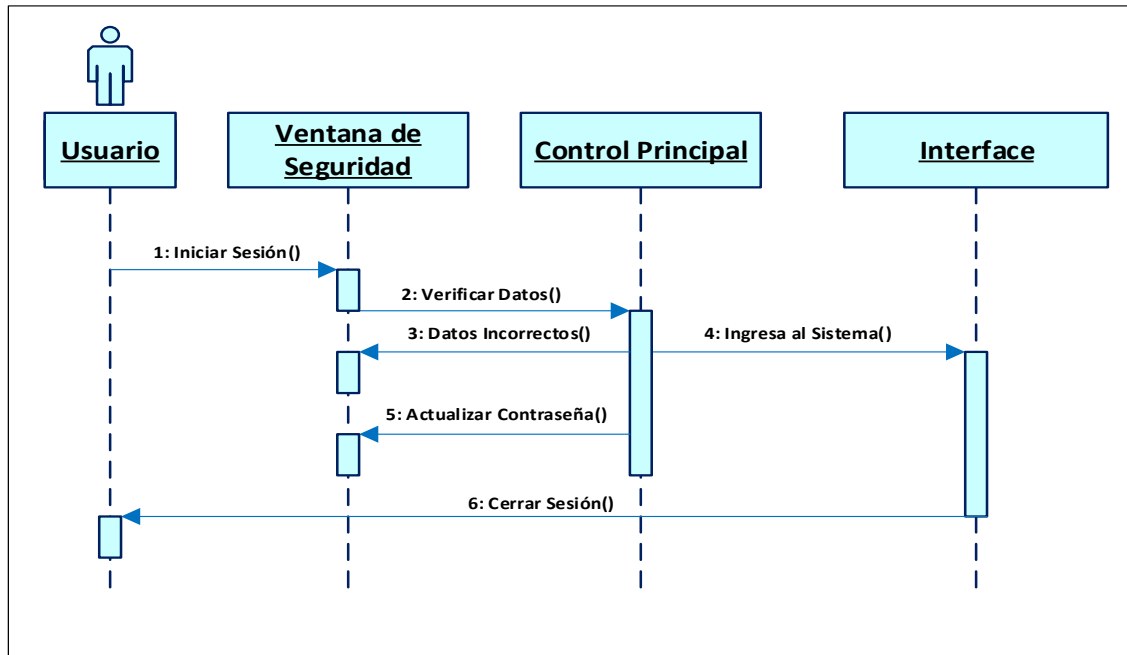 Usuario
Ventana de
Seguridad
Control Principal
Interface
1: Iniciar Sesión()
2: Verificar Datos()
3: Datos Incorrectos()
4: Ingresa al Sistema()
5: Actualizar Contraseña()
6: Cerrar Sesión()